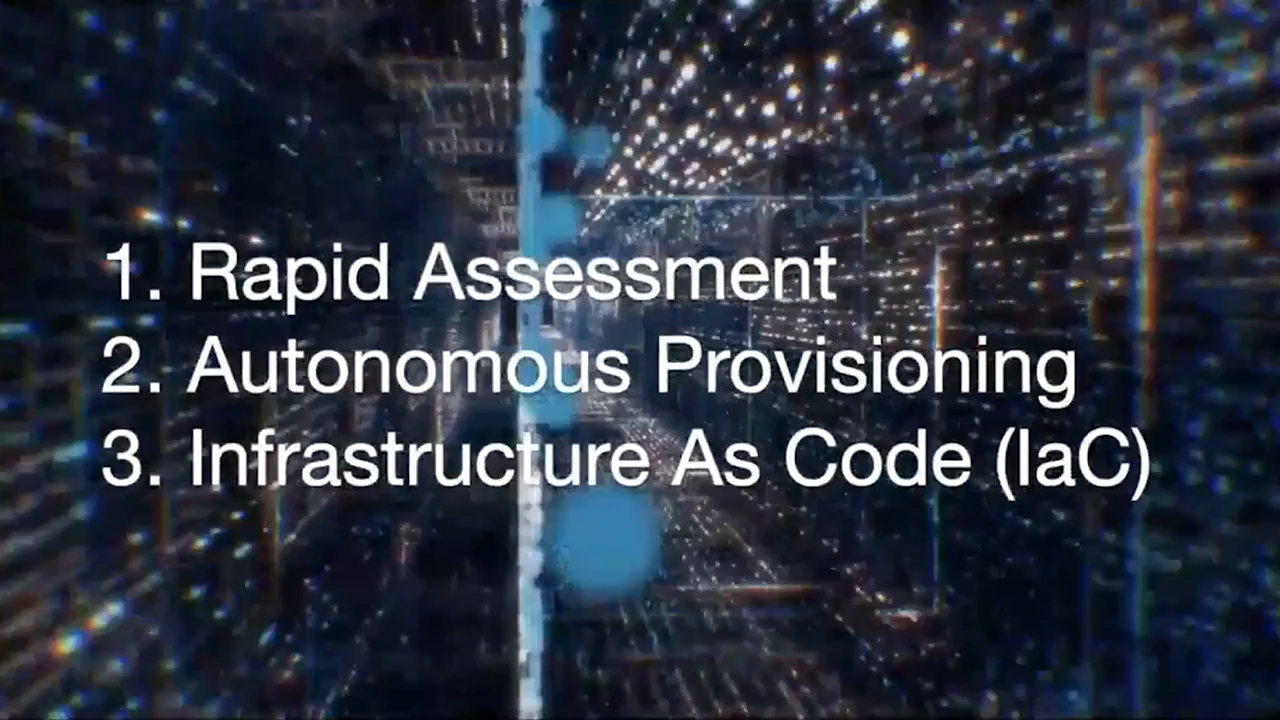 1. Rapid Assessment
2. Autonomous Provisioning
3. Infrastructure As Code (IaC)